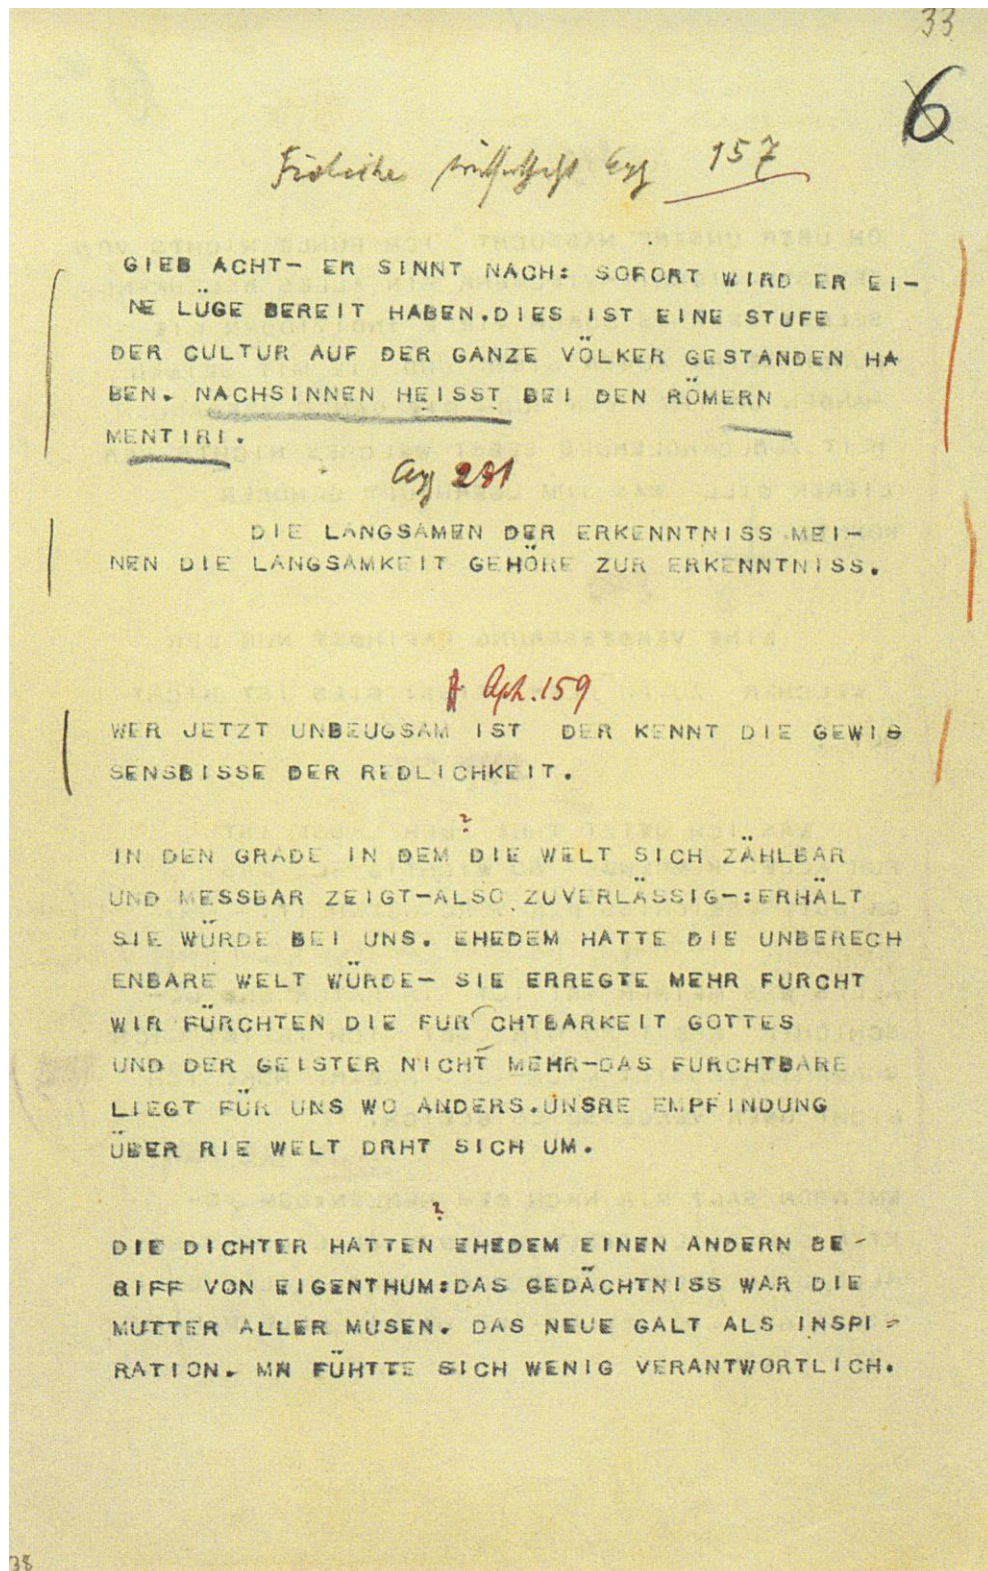 33
6
Fröliche Wissenschaft Aph 157
GIEB ACHT- ER SINNT NACH: SOFORT WIRD ER EI-
NE LÜGE BEREIT HABEN.DIES IST EINE STUFE
DER CULTUR AUF DER GANZE VÖLKER GESTANDEN HA
BEN. NACHSINNEN HEISST BEI DEN RÖMERN
MENTIRI.
Aph 231
DIE LANGSAMEN DER ERKENNTNISS MEI-
NEN DIE LANGSAMKEIT GEHÖRE ZUR ERKENNTNISS.
Aph. 159
WER JETZT UNBEUGSAM IST DER KENNT DIE GEWIS
SENSBISSE DER REDLICHKEIT.
?
IN DEN GRADE IN DEM DIE WELT SICH ZÄHLBAR
UND MESSBAR ZEIGT-ALSO ZUVERLÄSSIG-:ERHÄLT
SIE WÜRDE BEI UNS. EHEDEM HATTE DIE UNBERECH
ENBARE WELT WÜRDE- SIE ERREGTE MEHR FURCHT
WIR FÜRCHTEN DIE FUR CHTBARKEIT GOTTES
UND DER GEISTER NICHT MEHR-DAS FURCHTBARE
LIEGT FÜR UNS WO ANDERS.UNSRE EMPFINDUNG
ÜBER RIE WELT DRHT SICH UM.
?
DIE DICHTER HATTEN EHEDEM EINEN ANDERN BE-
GIFF VON EIGENTHUM:DAS GEDÄCHTNISS WAR DIE
MUTTER ALLER MUSEN. DAS NEUE GALT ALS INSPI-
RATION. MN FÜHTTE SICH WENIG VERANTWORTLICH.
38